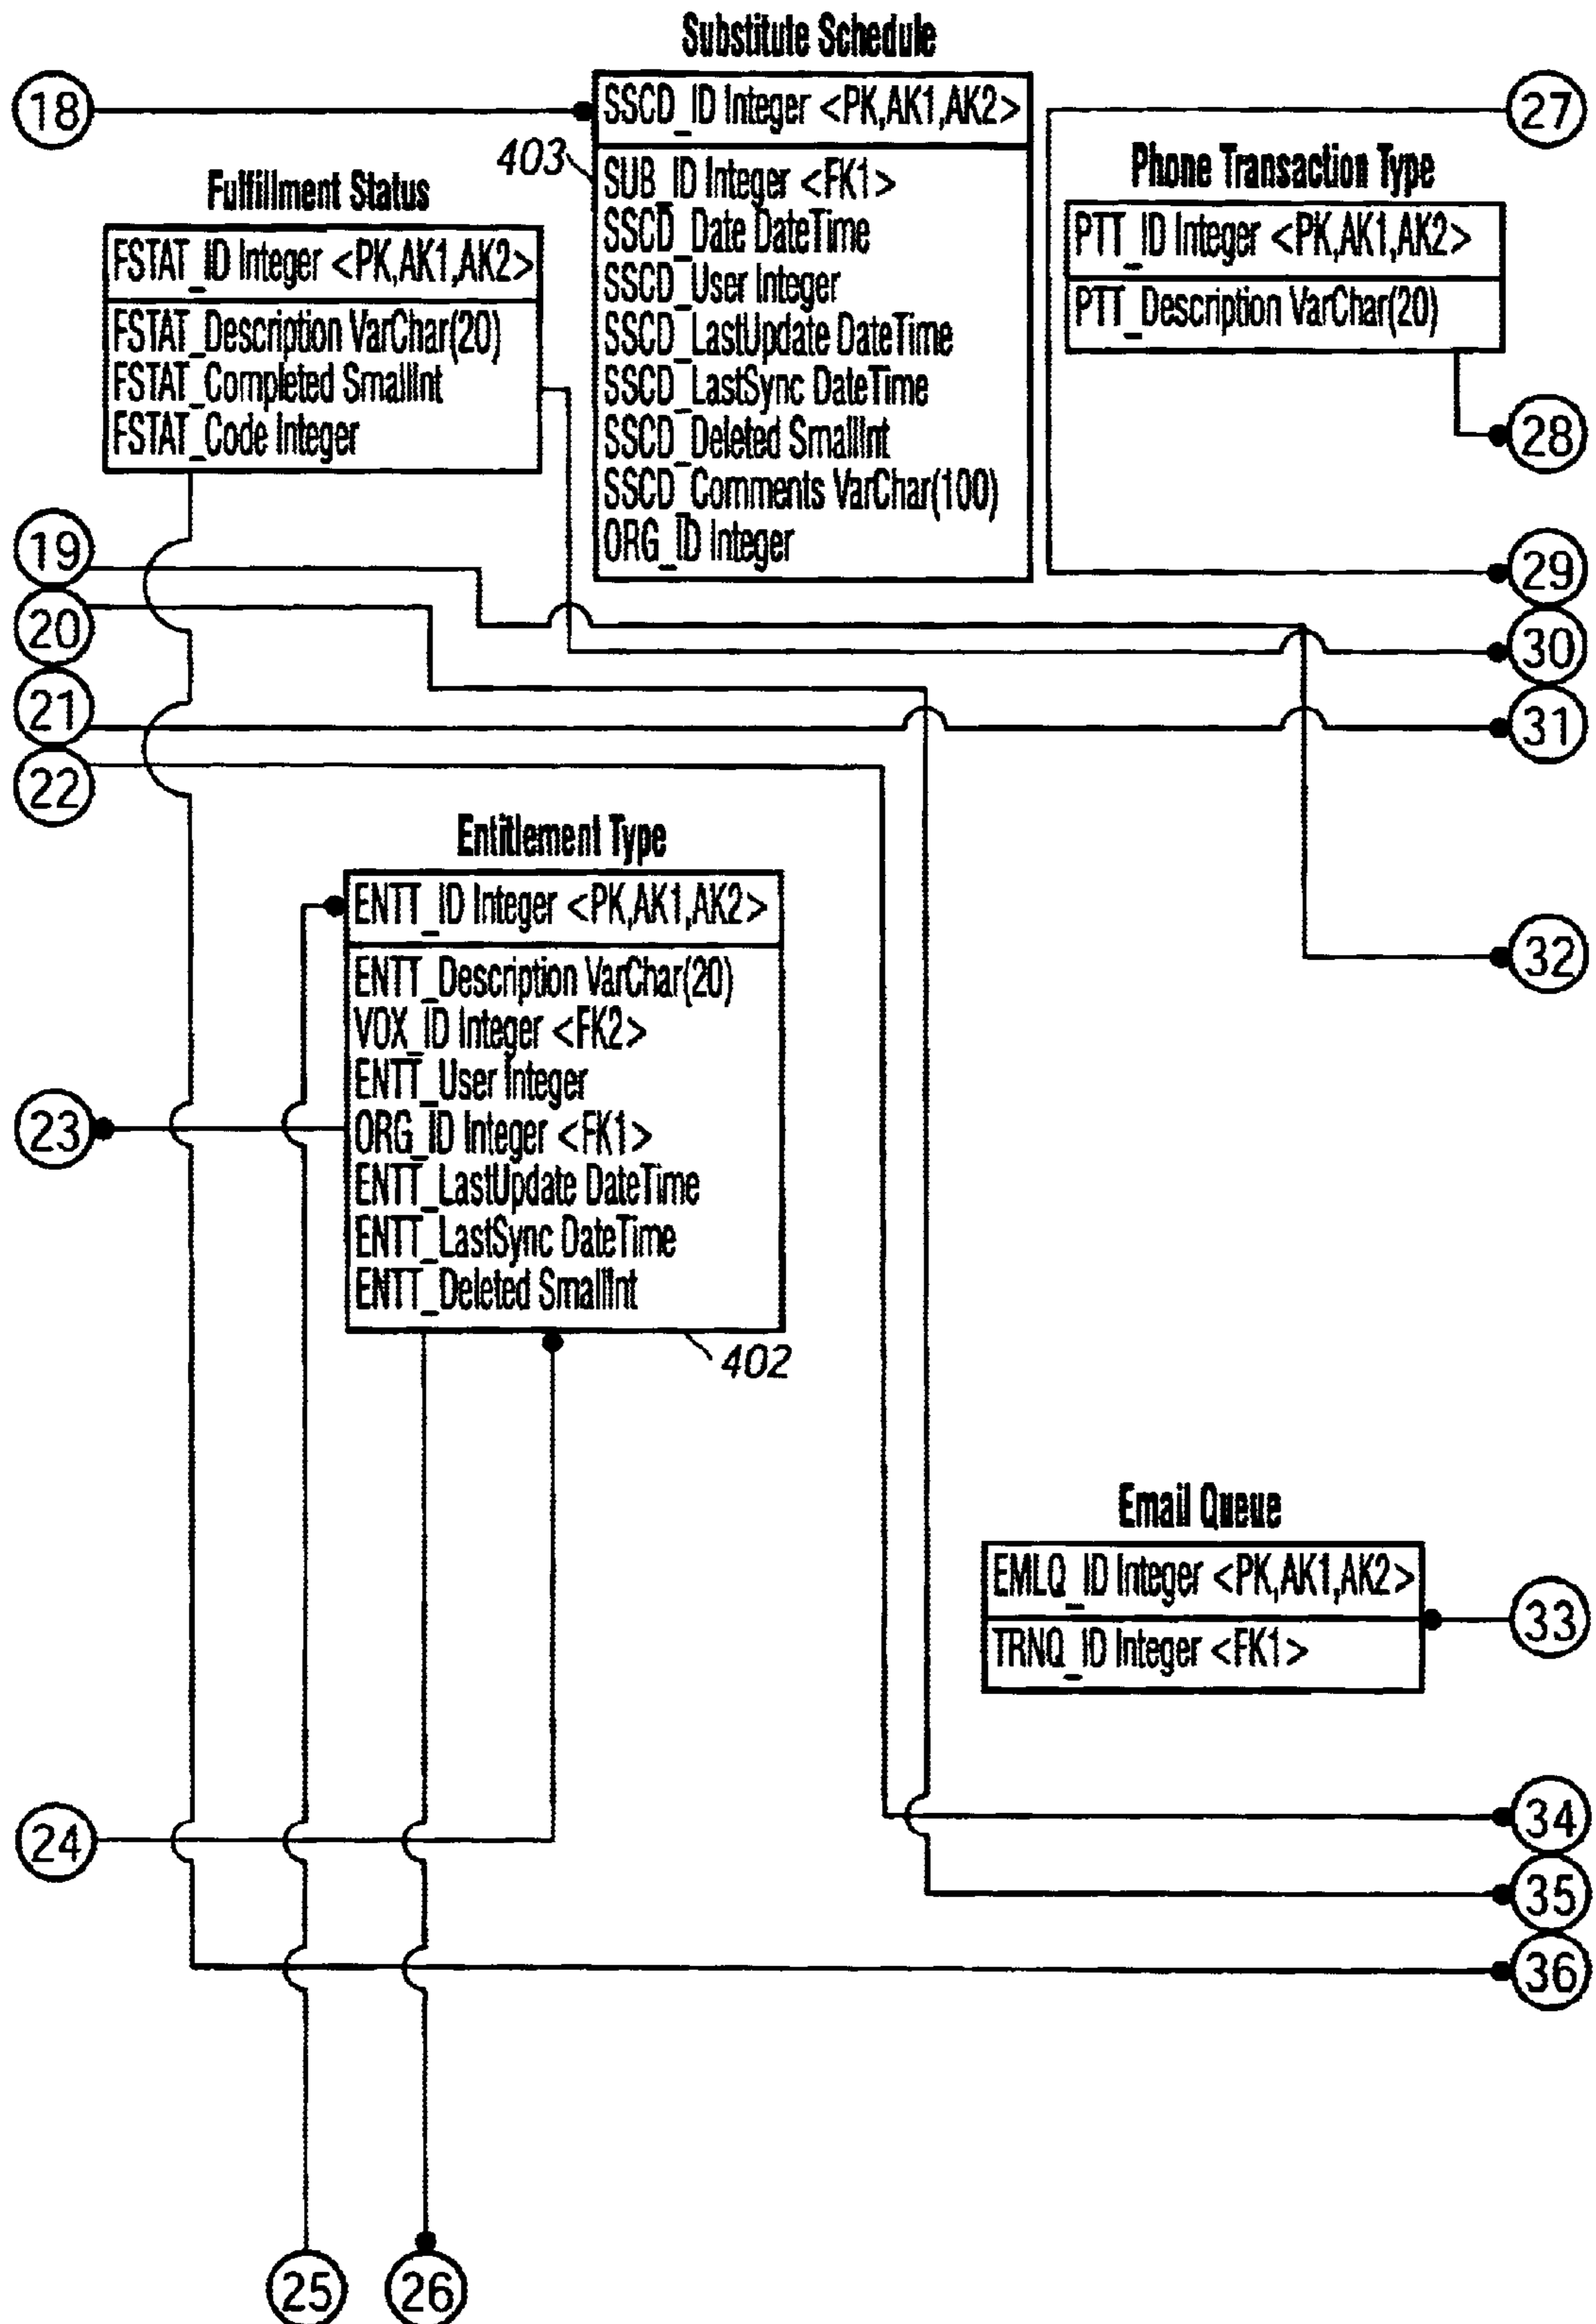 Substitute Schedule
SSCD_ID Integer <PK,AK1,AK2>
SUB_ID Integer <FK1>
SSCD_Date DateTime
SSCD_User Integer
SSCD_LastUpdate DateTime
SSCD_LastSync DateTime
SSCD_Deleted SmallInt
SSCD_Comments VarChar(100)
ORG_ID Integer
403
18
27
Fulfillment Status
FSTAT_ID Integer <PK,AK1,AK2>
FSTAT_Description VarChar(20)
FSTAT_Completed SmallInt
FSTAT_Code Integer
Phone Transaction Type
PTT_ID Integer <PK,AK1,AK2>
PTT_Description VarChar(20)
28
19
20
21
22
29
30
31
32
Entitlement Type
ENTT_ID Integer <PK,AK1,AK2>
ENTT_Description VarChar(20)
VOX_ID Integer <FK2>
ENTT_User Integer
ORG_ID Integer <FK1>
ENTT_LastUpdate DateTime
ENTT_LastSync DateTime
ENTT_Deleted SmallInt
402
23
Email Queue
EMLQ_ID Integer <PK,AK1,AK2>
TRNQ_ID Integer <FK1>
33
24
34
35
36
25
26